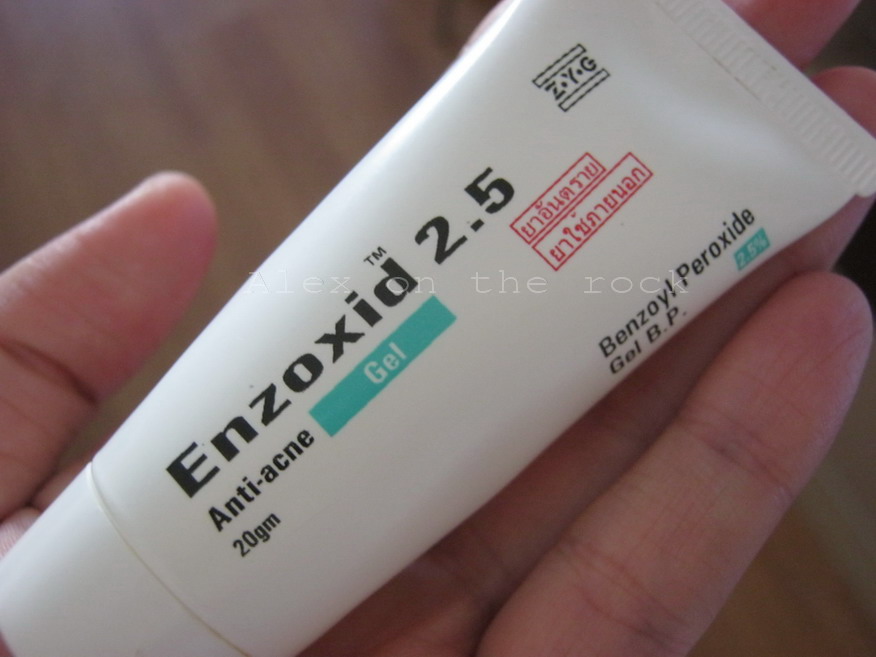 Z·Y·G
ยาอันตราย
ยาใช้ภายนอก
Enzoxid™ 2.5
Gel
Anti-acne
20gm
Benzoyl Peroxide
2.5%
Gel B.P.
Alex on the rock